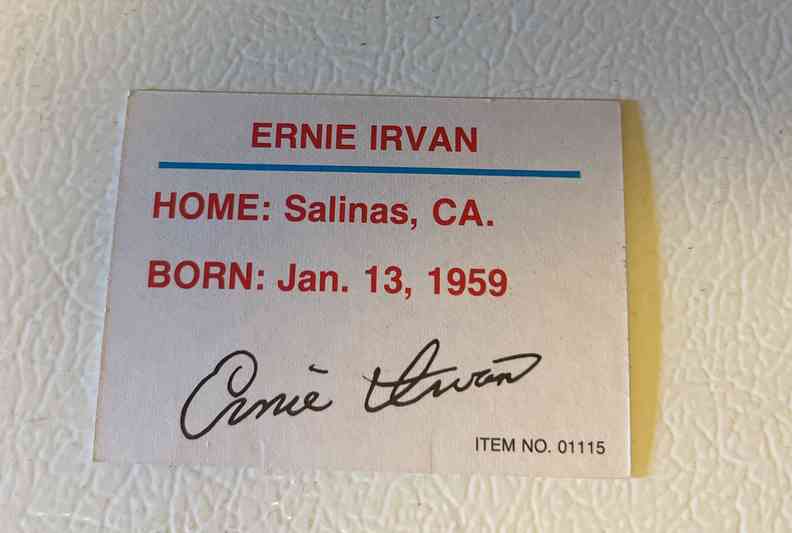 ERNIE IRVAN
HOME: Salinas, CA.
BORN: Jan. 13, 1959
Ernie Irvan
ITEM NO. 01115